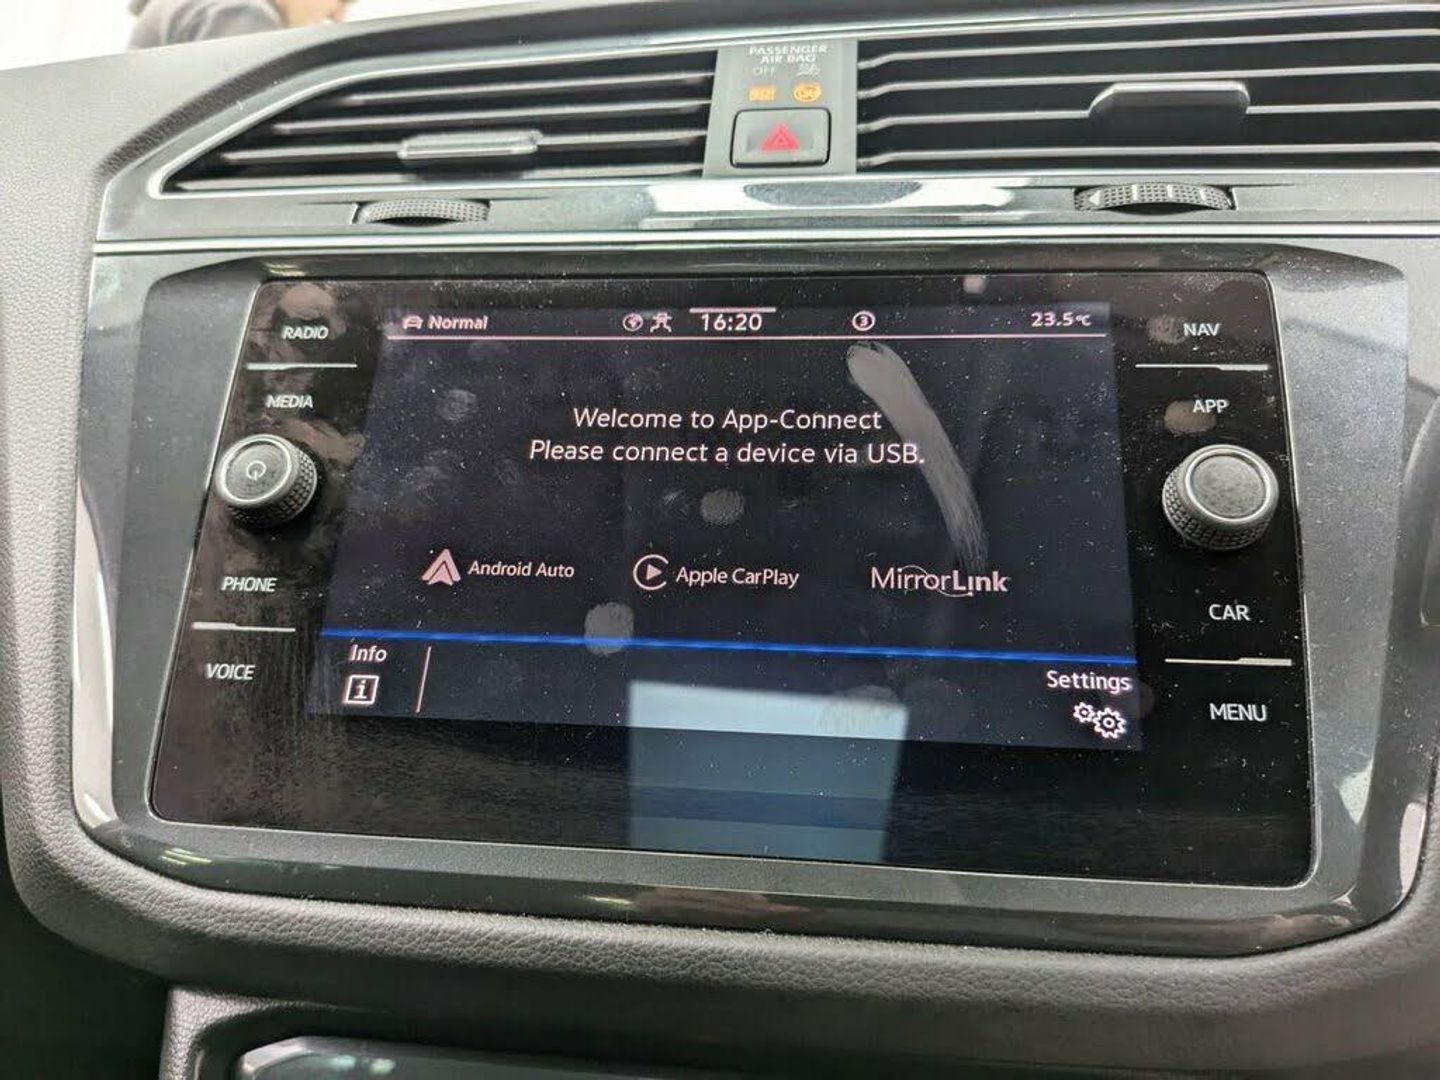 PASSENGER
AIR BAG
OFF
RADIO
MEDIA
PHONE
VOICE
Normal
16:20
3
23.5°C
Welcome to App-Connect
Please connect a device via USB.
Android Auto
Apple CarPlay
MirrorLink
Info
i
Settings
NAV
APP
CAR
MENU